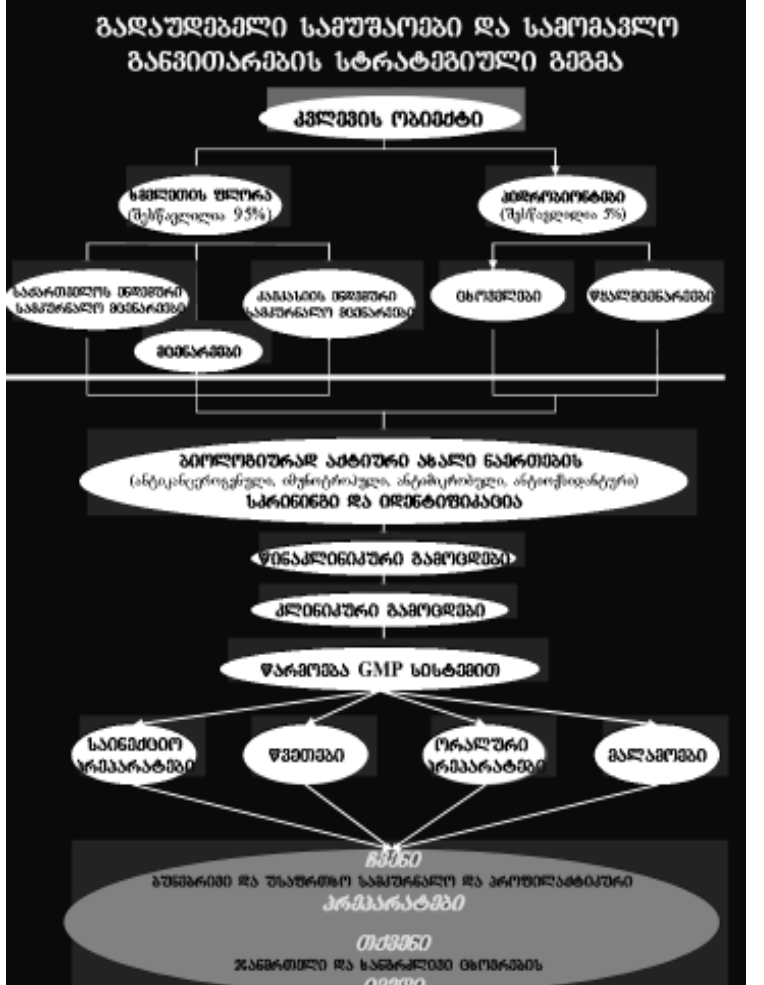 გადაუდებელი სამუშაოები და სამომავლო
განვითარების სტრატეგიული გეგმა
კვლევის ობიექტი
ხმელეთის ფლორა
(შესწავლილია 95%)
ჰიდრობიონტები
(შესწავლილია 5%)
საქართველოს ენდემური
სამკურნალო მცენარეები
მცენარეები
კავკასიის ენდემური
სამკურნალო მცენარეები
ცხოველები
წყალმცენარეები
ბიოლოგიურად აქტიური ახალი ნაერთების
(ანტიკანცეროგენული, იმუნოტროპული, ანტიმიკრობული, ანტიოქსიდანტური)
სკრინინგი და იდენტიფიკაცია
წინაკლინიკური გამოცდები
კლინიკური გამოცდები
წარმოება GMP სისტემით
საინექციო
პრეპარატები
წვეთები
ორალური
პრეპარატები
მალამოები
ჩვენი
ბუნებრივი და უსაფრთხო სამკურნალო და პროფილაქტიკური
პრეპარატები
თქვენი
ჯანმრთელი და ხანგრძლივი ცხოვრების